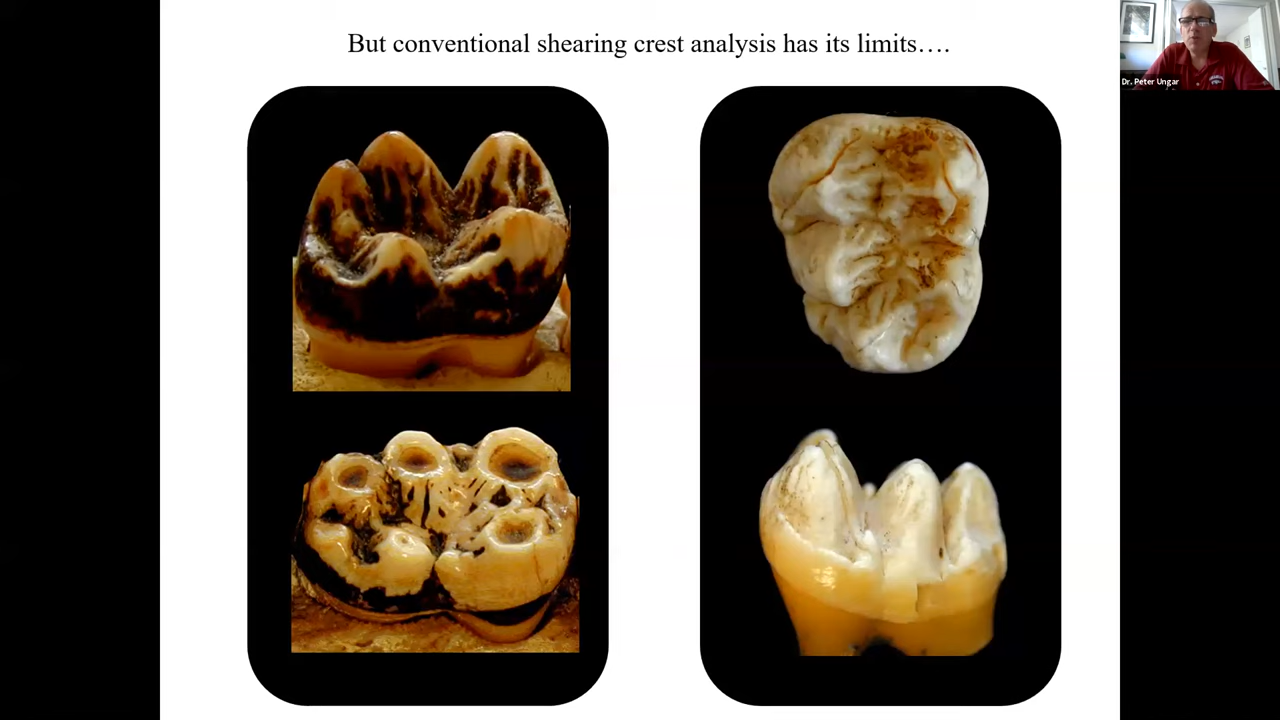 But conventional shearing crest analysis has its limits….
Dr. Peter Ungar